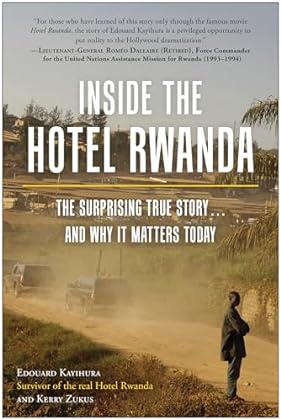 "For those who have learned of this story only through the famous movie
Hotel Rwanda, the story of Edouard Kayihura is a privileged opportunity
to put reality to the Hollywood dramatization."
—Lieutenant-General Roméo Dallaire (Retired), Force Commander
for the United Nations Assistance Mission for Rwanda (1993–1994)
INSIDE THE
HOTEL RWANDA
THE SURPRISING TRUE STORY...
AND WHY IT MATTERS TODAY
Edouard Kayihura
Survivor of the real Hotel Rwanda
and Kerry Zukus